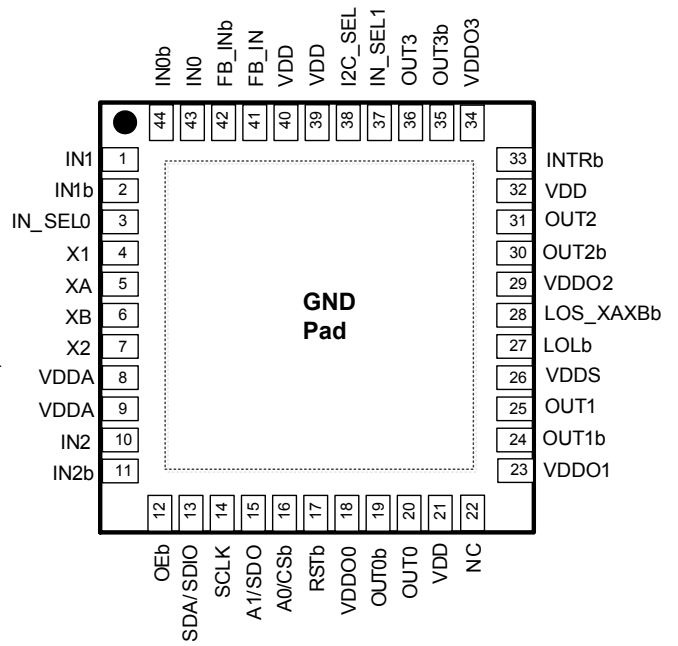 IN0b
IN0
FB_INb
FB_IN
VDD
VDD
I2C_SEL
IN_SEL1
OUT3
OUT3b
VDDO3
44
43
42
41
40
39
38
37
36
35
34
IN1 1
IN1b 2
IN_SEL0 3
X1 4
XA 5
XB 6
X2 7
VDDA 8
VDDA 9
IN2 10
IN2b 11
GND
Pad
33 INTRb
32 VDD
31 OUT2
30 OUT2b
29 VDDO2
28 LOS_XAXBb
27 LOLb
26 VDDS
25 OUT1
24 OUT1b
23 VDDO1
12
13
14
15
16
17
18
19
20
21
22
OEb
SDA/SDIO
SCLK
A1/SDO
A0/CSb
RSTb
VDDO0
OUT0b
OUT0
VDD
NC